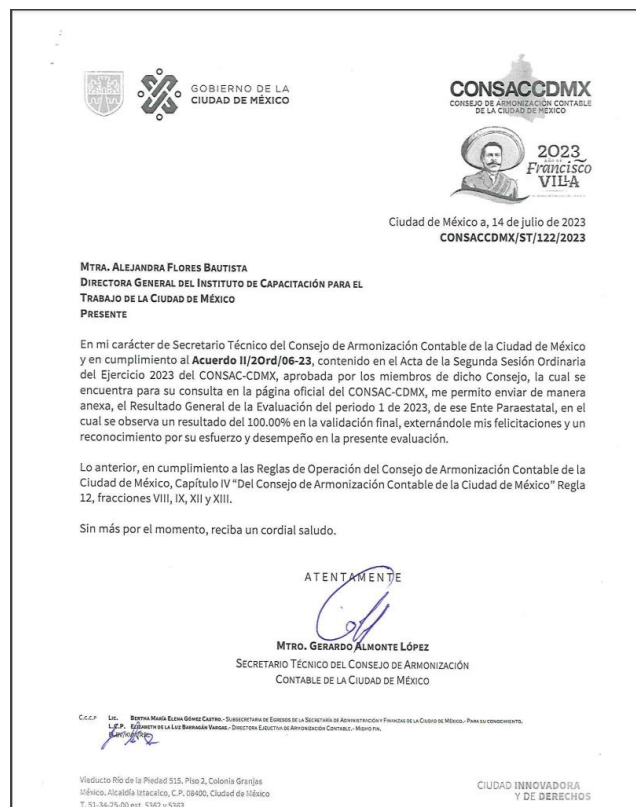 GOBIERNO DE LA
CIUDAD DE MÉXICO
CONSACCDMX
CONSEJO DE ARMONIZACIÓN CONTABLE
DE LA CIUDAD DE MÉXICO
2023
Francisco
VILLA
Ciudad de México a, 14 de julio de 2023
CONSACCDMX/ST/122/2023
MTRA. ALEJANDRA FLORES BAUTISTA
DIRECTORA GENERAL DEL INSTITUTO DE CAPACITACIÓN PARA EL
TRABAJO DE LA CIUDAD DE MÉXICO
PRESENTE
En mi carácter de Secretario Técnico del Consejo de Armonización Contable de la Ciudad de México
y en cumplimiento al Acuerdo II/2Ord/06-23, contenido en el Acta de la Segunda Sesión Ordinaria
del Ejercicio 2023 del CONSAC-CDMX, aprobada por los miembros de dicho Consejo, la cual se
encuentra para su consulta en la página oficial del CONSAC-CDMX, me permito enviar de manera
anexa, el Resultado General de la Evaluación del periodo 1 de 2023, de ese Ente Paraestatal, en el
cual se observa un resultado del 100.00% en la validación final, externándole mis felicitaciones y un
reconocimiento por su esfuerzo y desempeño en la presente evaluación.
Lo anterior, en cumplimiento a las Reglas de Operación del Consejo de Armonización Contable de la
Ciudad de México, Capítulo IV “Del Consejo de Armonización Contable de la Ciudad de México” Regla
12, fracciones VIII, IX, XII y XIII.
Sin más por el momento, reciba un cordial saludo.
ATENTAMENTE
MTRO. GERARDO ALMONTE LÓPEZ
SECRETARIO TÉCNICO DEL CONSEJO DE ARMONIZACIÓN
CONTABLE DE LA CIUDAD DE MÉXICO
C.c.c.p LIC. BERTHA MARÍA ELENA GÓMEZ CASTRO.- SUBSECRETARIA DE EGRESOS DE LA SECRETARÍA DE ADMINISTRACIÓN Y FINANZAS DE LA CIUDAD DE MÉXICO.- PARA SU CONOCIMIENTO.
L.C.P. ELIZABETH DE LA LUZ BARRAGÁN VARGAS.- DIRECTORA EJECUTIVA DE ARMONIZACIÓN CONTABLE.- MISMO FIN.
Viaducto Río de la Piedad 515, Piso 2, Colonia Granjas
México, Alcaldía Iztacalco, C.P. 08400, Ciudad de México
T. 51-34-25-00 ext. 5362 y 5363
CIUDAD INNOVADORA
Y DE DERECHOS